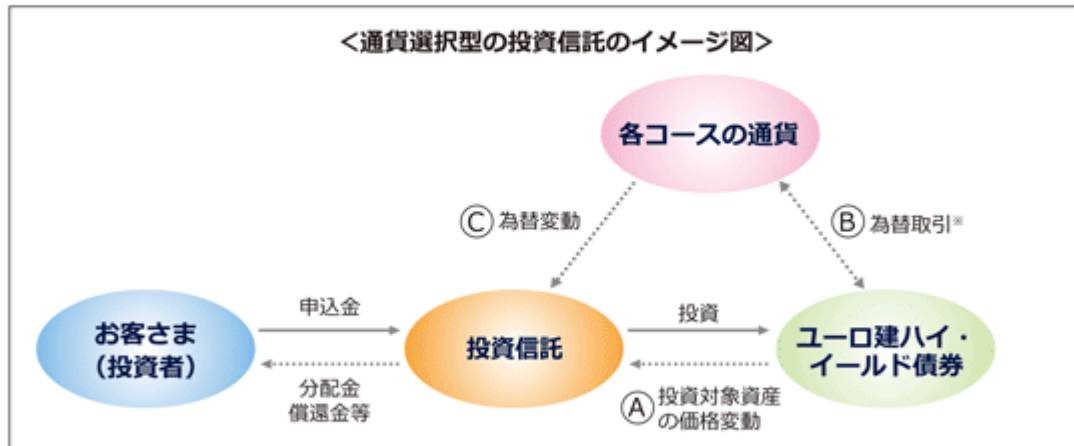 ＜通貨選択型の投資信託のイメージ図＞
各コースの通貨
Ⓒ 為替変動
Ⓑ 為替取引※
お客さま
（投資者）
申込金
分配金
償還金等
投資信託
投資
Ⓐ 投資対象資産
の価格変動
ユーロ建ハイ・
イールド債券